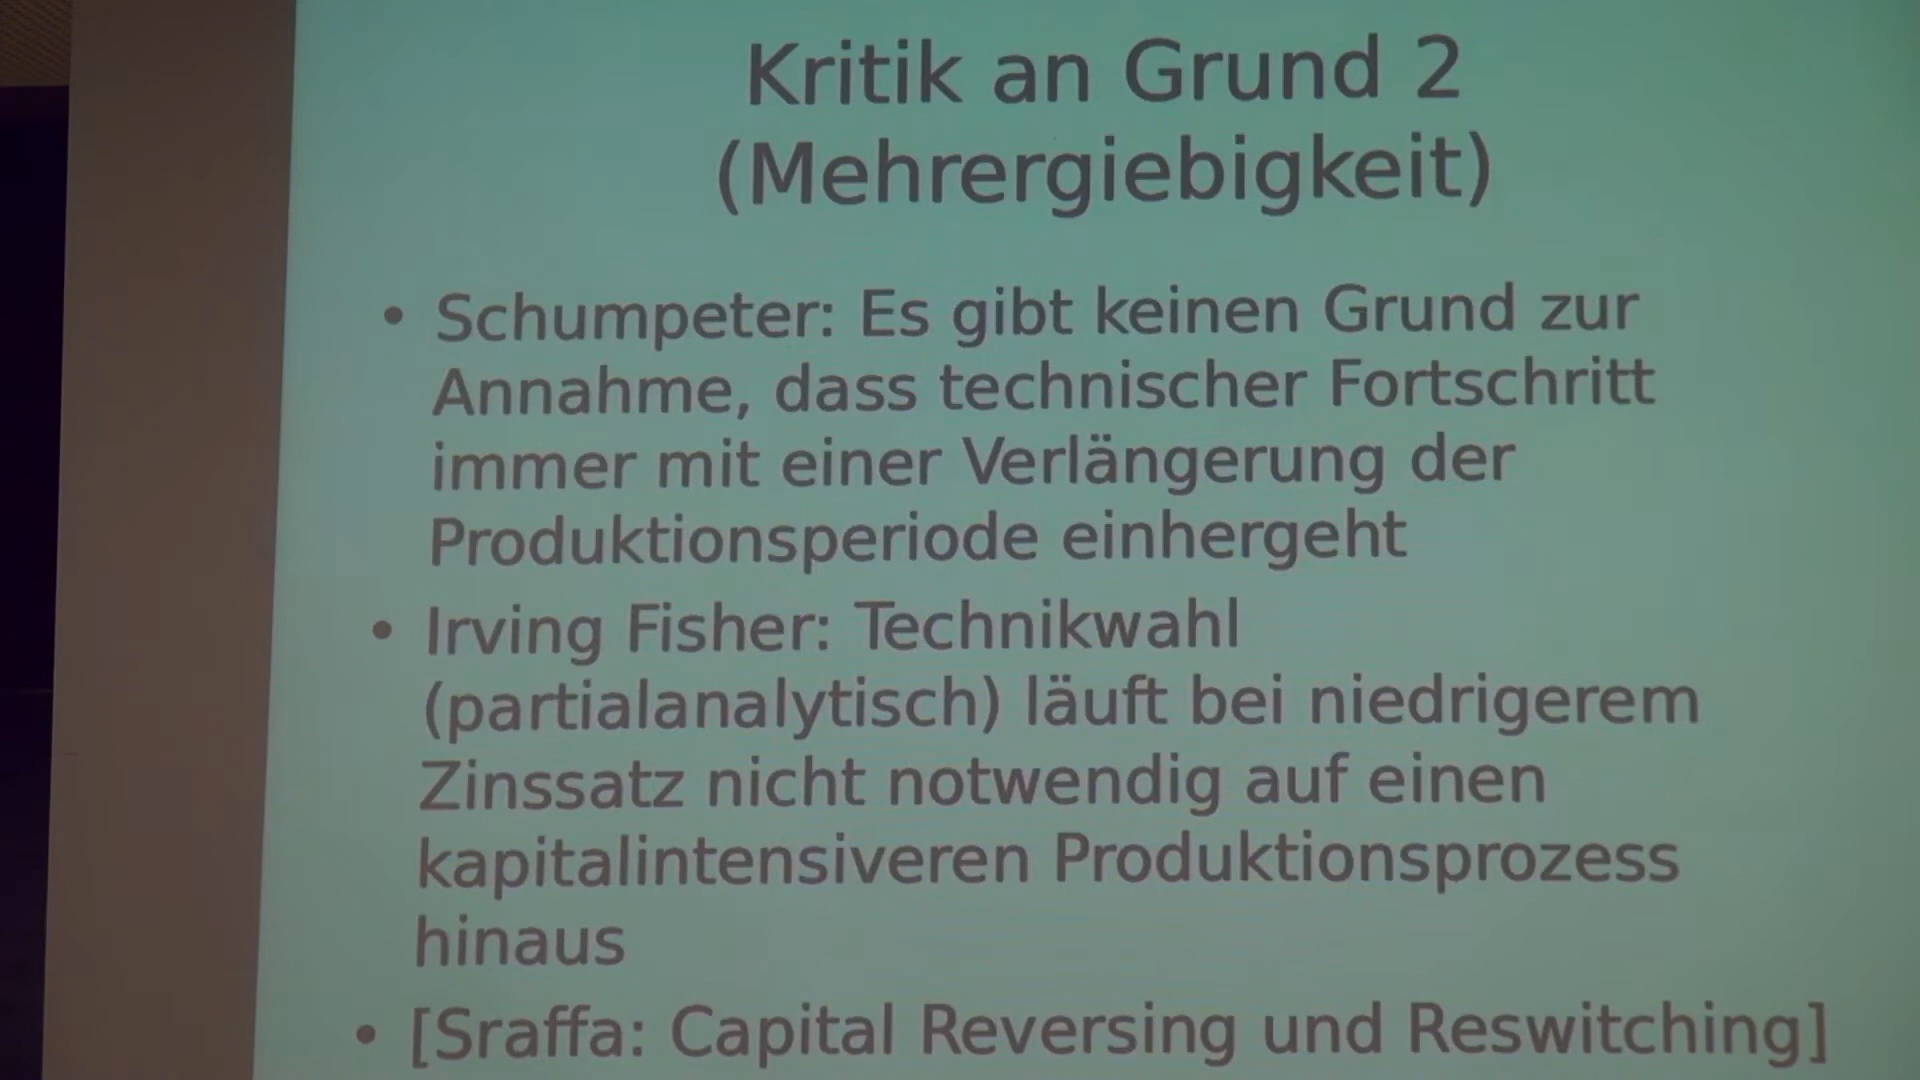 Kritik an Grund 2
(Mehrergiebigkeit)
• Schumpeter: Es gibt keinen Grund zur
Annahme, dass technischer Fortschritt
immer mit einer Verlängerung der
Produktionsperiode einhergeht
• Irving Fisher: Technikwahl
(partialanalytisch) läuft bei niedrigerem
Zinssatz nicht notwendig auf einen
kapitalintensiveren Produktionsprozess
hinaus
• [Sraffa: Capital Reversing und Reswitching]